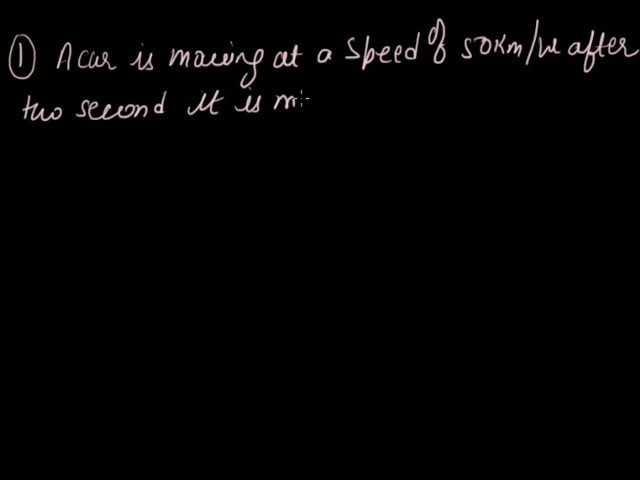 ① A car is moving at a speed of 50Km/hr after
two second it is m